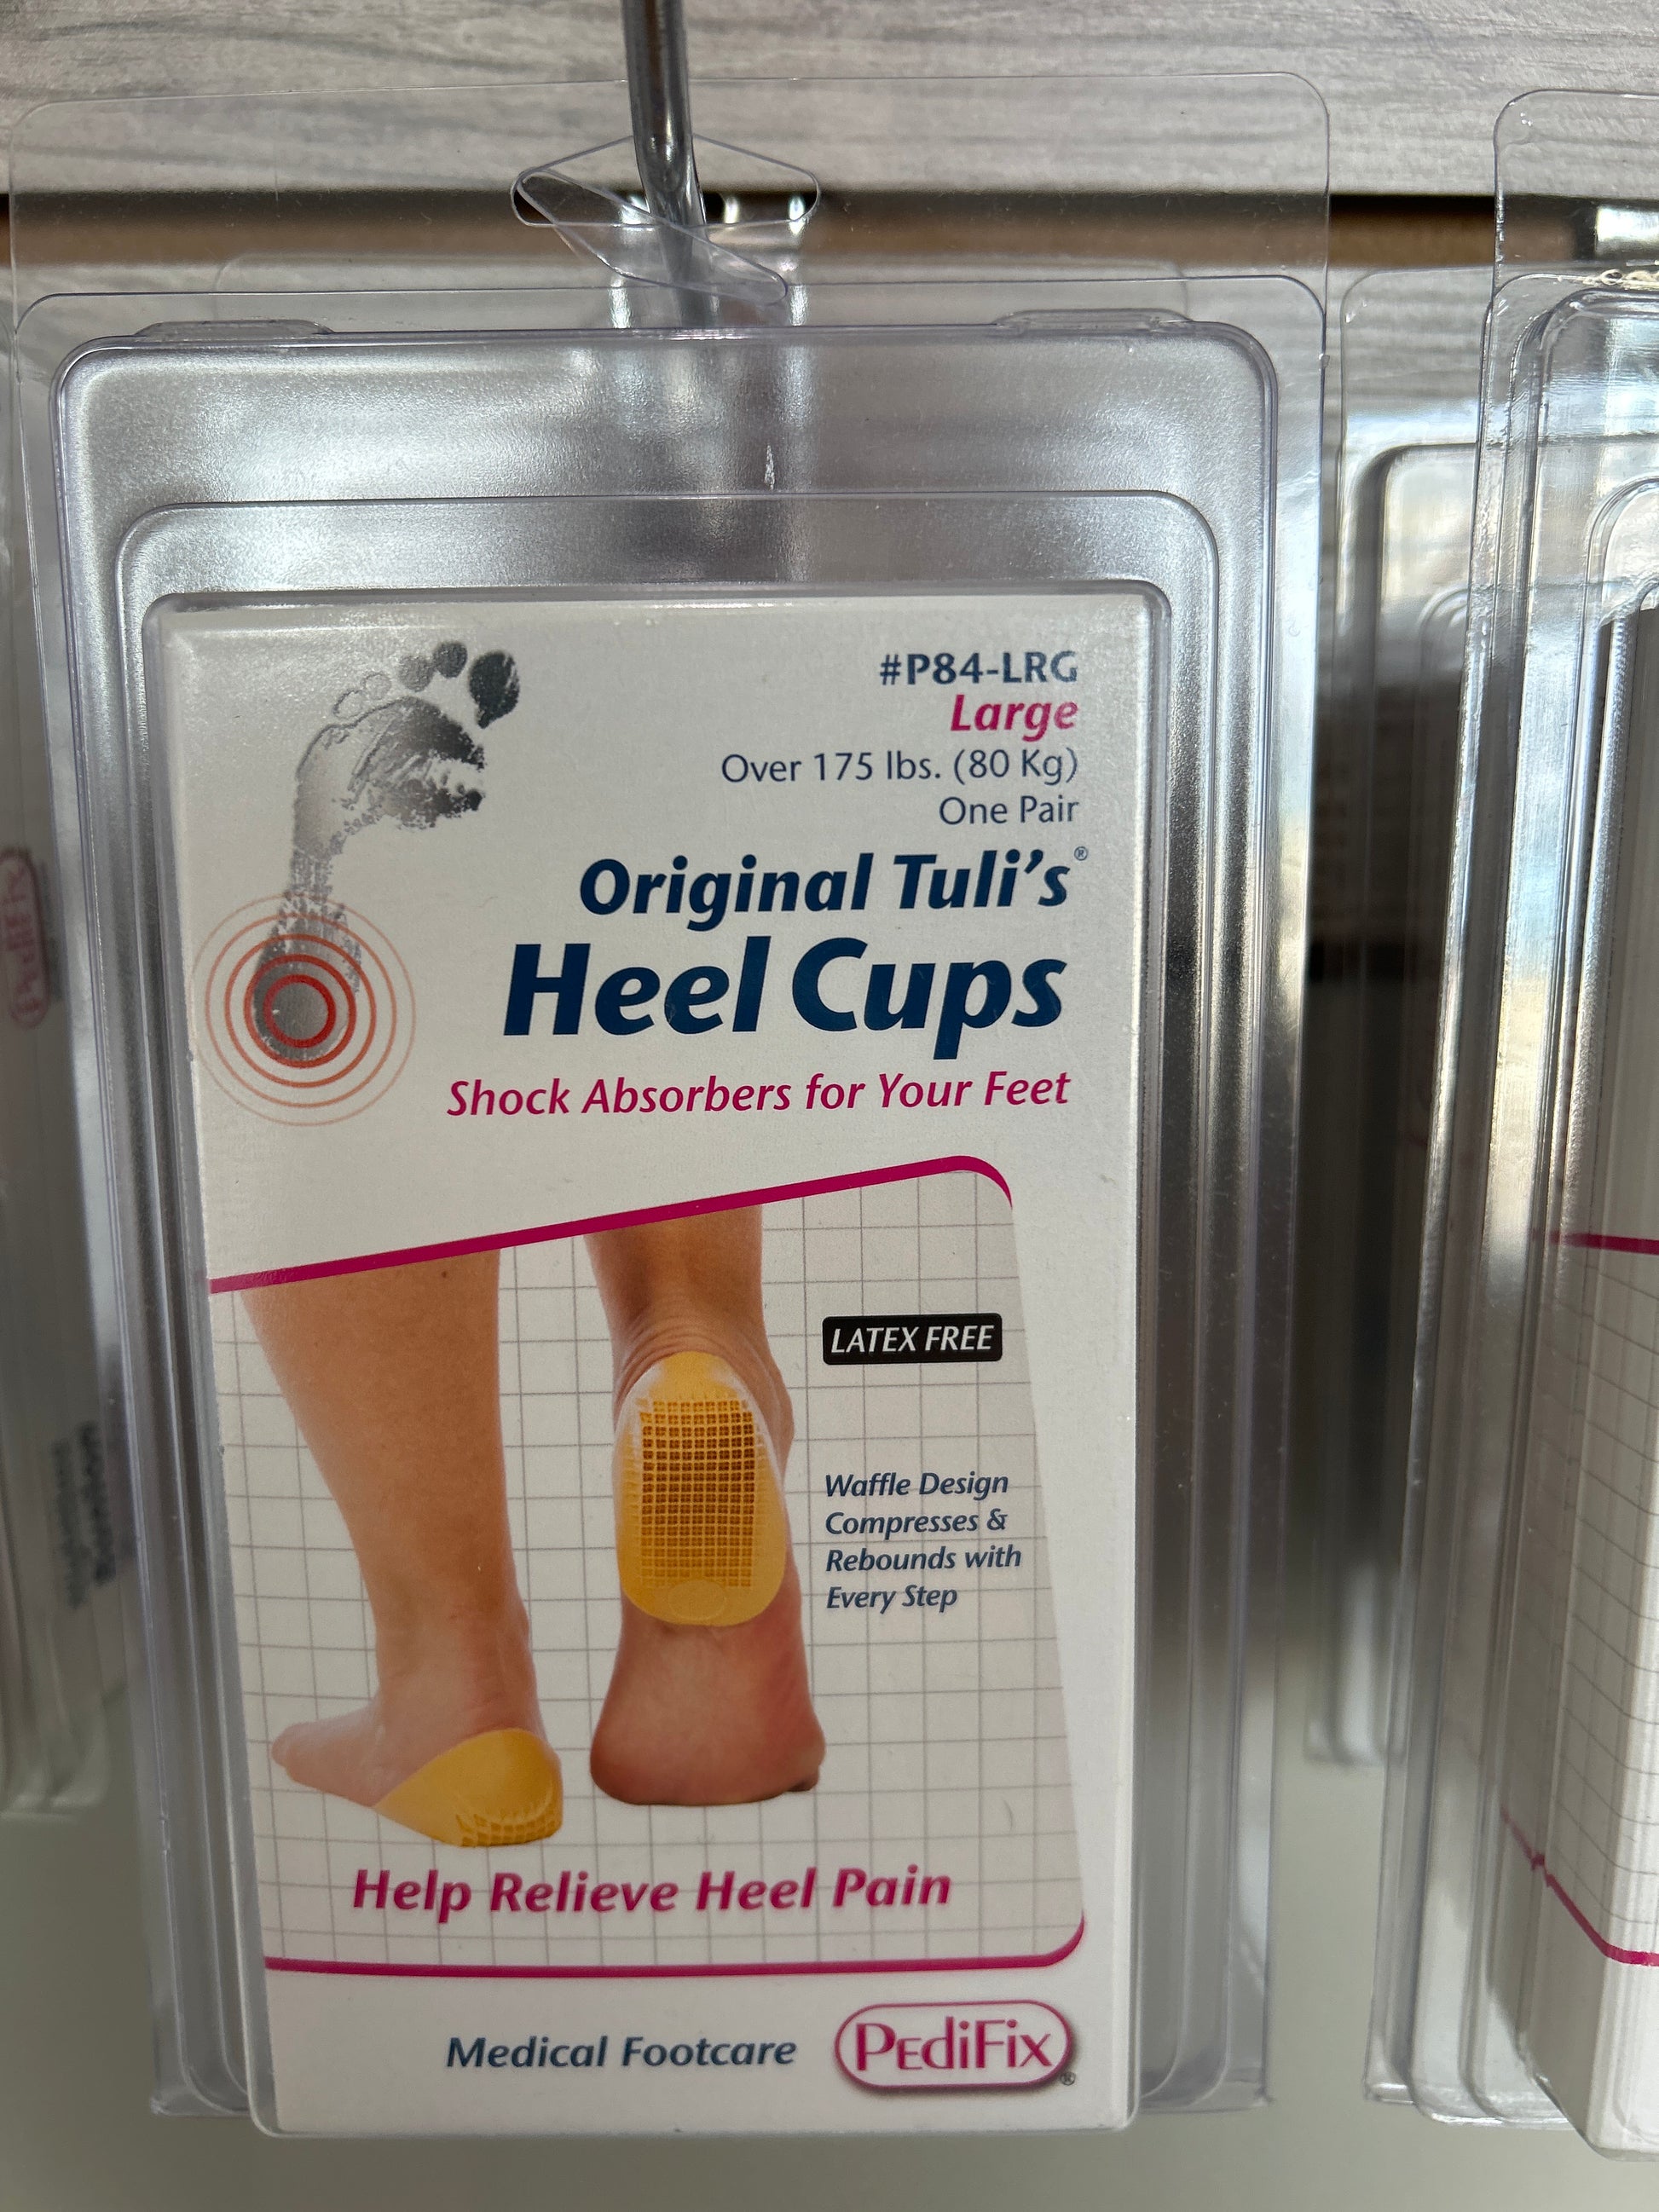 #P84-LRG
Large
Over 175 lbs. (80 Kg)
One Pair
Original Tuli's®
Heel Cups
Shock Absorbers for Your Feet
LATEX FREE
Waffle Design
Compresses &
Rebounds with
Every Step
Help Relieve Heel Pain
Medical Footcare
PEdiFix®
PEdiFix